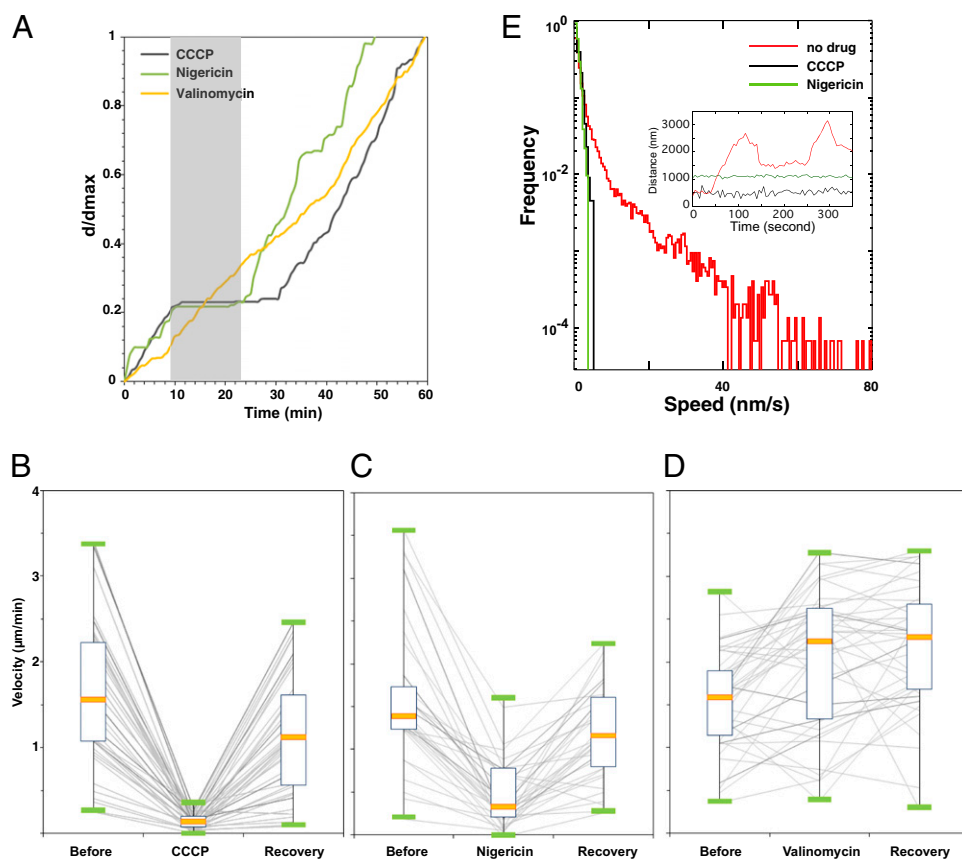 A
CCCP
Nigericin
Valinomycin
d/dmax
1
0.8
0.6
0.4
0.2
0
0 10 20 30 40 50 60
Time (min)
E
no drug
CCCP
Nigericin
Frequency
10⁰
10⁻²
10⁻⁴
0 40 80
Speed (nm/s)
Distance (nm)
3000
2000
1000
0
0 100 200 300
Time (second)
B
C
D
Velocity (µm/min)
4
3
2
1
Before CCCP Recovery
Before Nigericin Recovery
Before Valinomycin Recovery